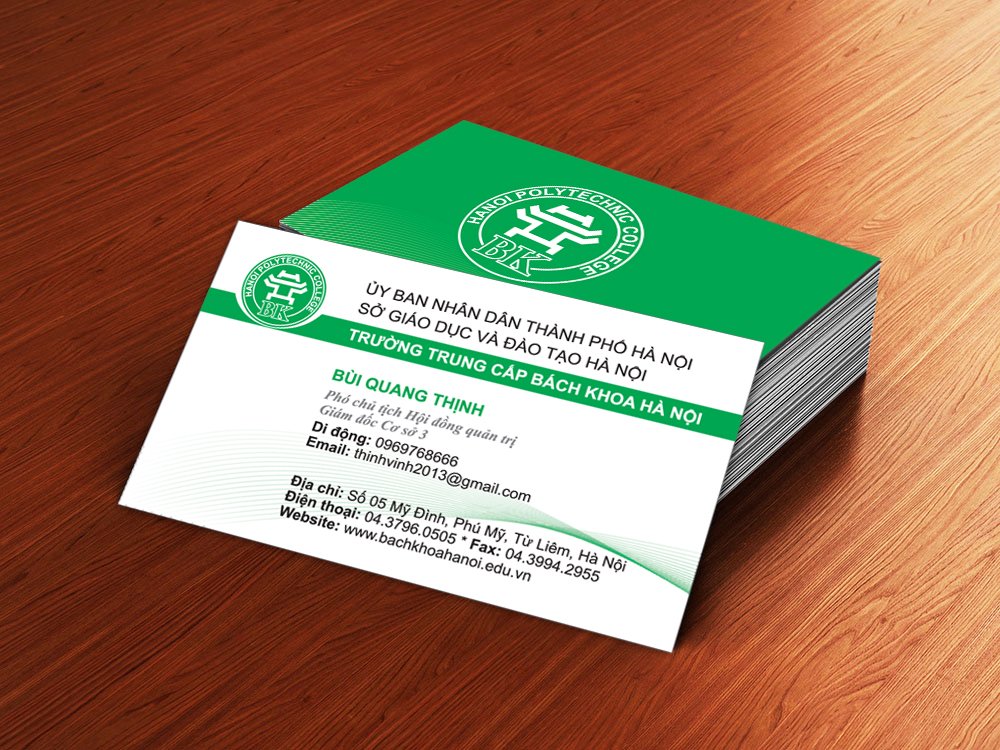 HANOI POLYTECHNIC COLLEGE
BK
HANOI POLYTECHNIC COLLEGE
BK
ỦY BAN NHÂN DÂN THÀNH PHỐ HÀ NỘI
SỞ GIÁO DỤC VÀ ĐÀO TẠO HÀ NỘI
TRƯỜNG TRUNG CẤP BÁCH KHOA HÀ NỘI
BÙI QUANG THỊNH
Phó chủ tịch Hội đồng quản trị
Giám đốc Cơ sở 3
Di động: 0969768666
Email: thinhvinh2013@gmail.com
Địa chỉ: Số 05 Mỹ Đình, Phú Mỹ, Từ Liêm, Hà Nội
Điện thoại: 04.3796.0505 * Fax: 04.3994.2955
Website: www.bachkhoahanoi.edu.vn